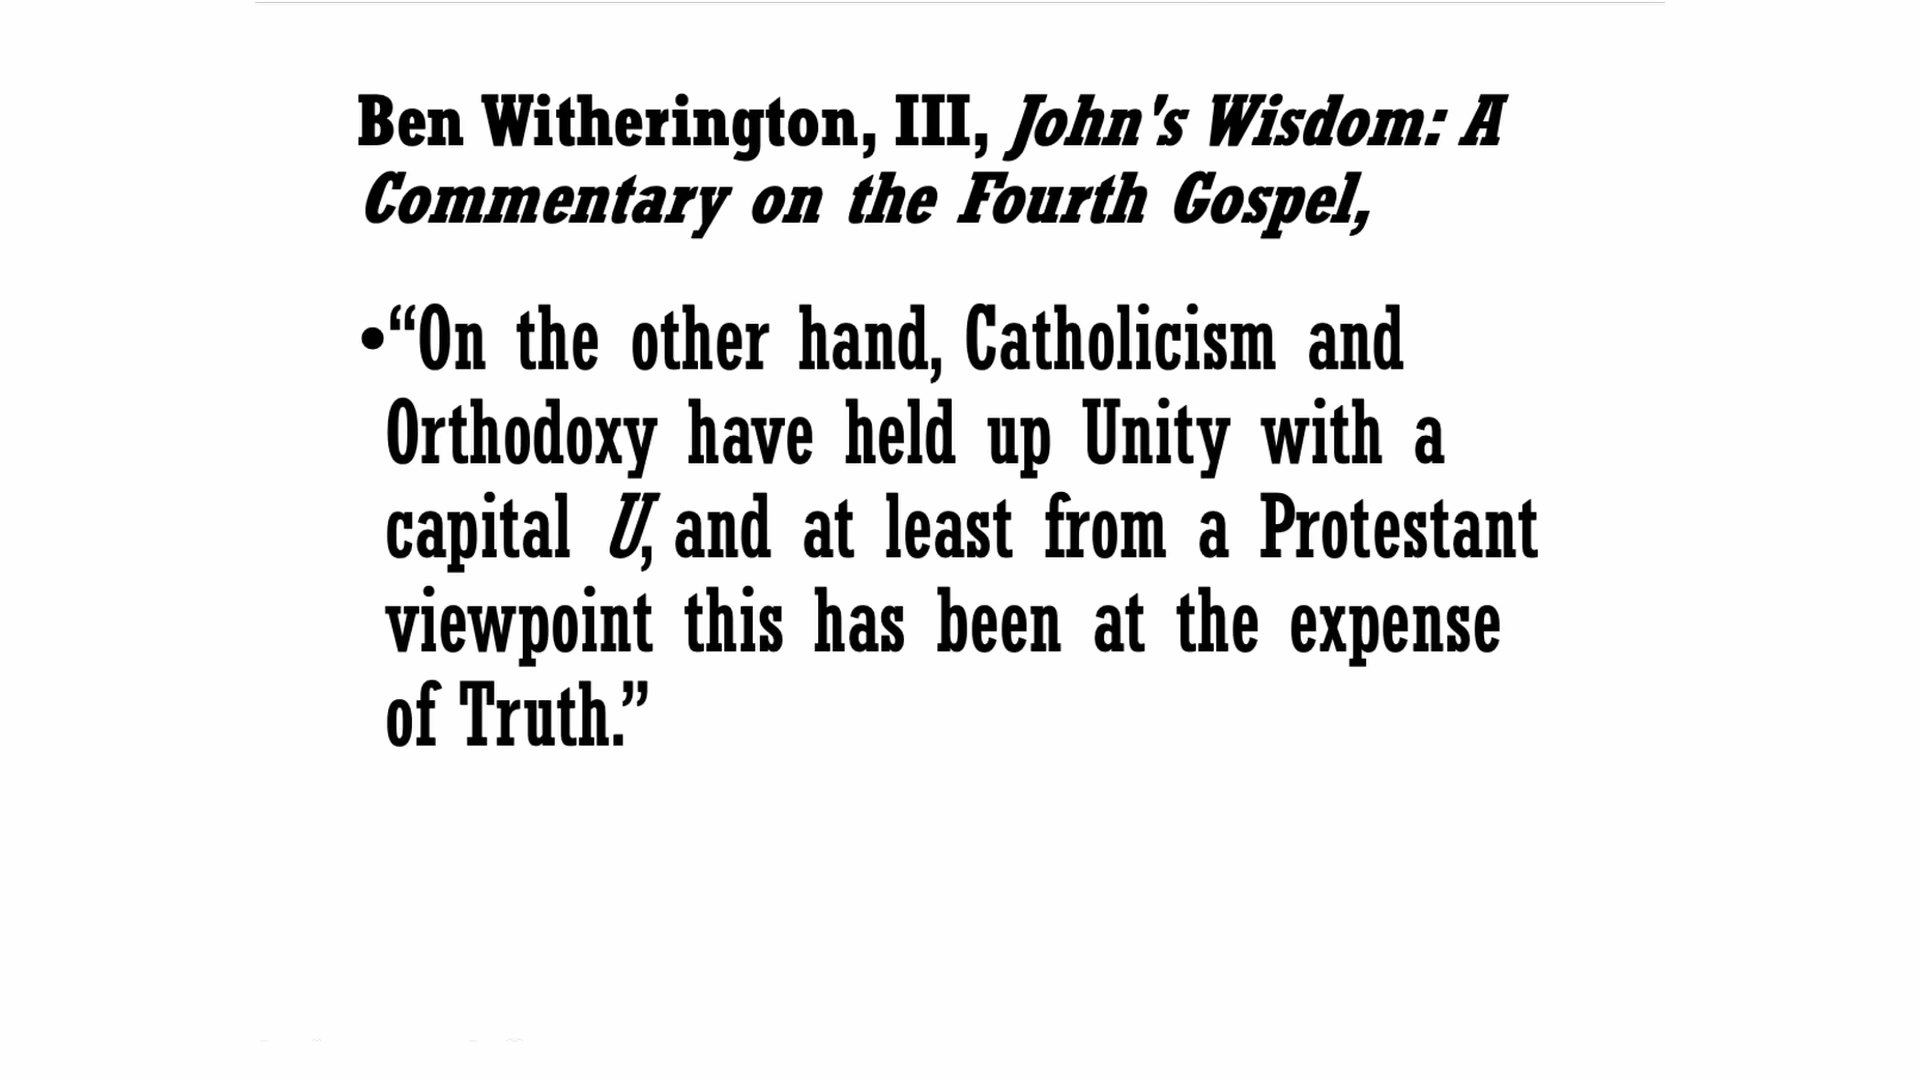 Ben Witherington, III, John's Wisdom: A
Commentary on the Fourth Gospel,
•“On the other hand, Catholicism and
Orthodoxy have held up Unity with a
capital U, and at least from a Protestant
viewpoint this has been at the expense
of Truth.”